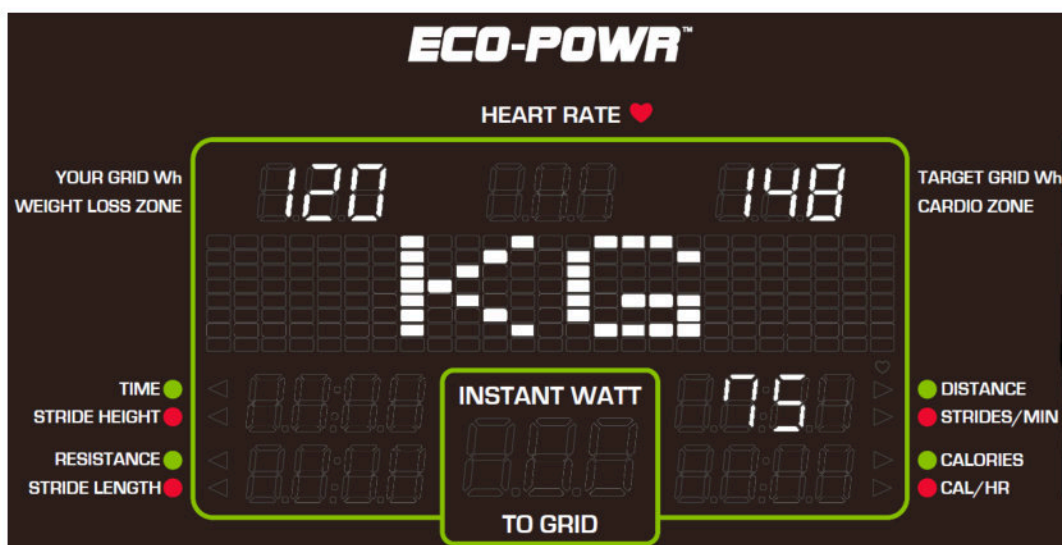 ECO-POWR™
HEART RATE
YOUR GRID Wh
WEIGHT LOSS ZONE
120
148
TARGET GRID Wh
CARDIO ZONE
KG
TIME
STRIDE HEIGHT
RESISTANCE
STRIDE LENGTH
INSTANT WATT
TO GRID
75
DISTANCE
STRIDES/MIN
CALORIES
CAL/HR